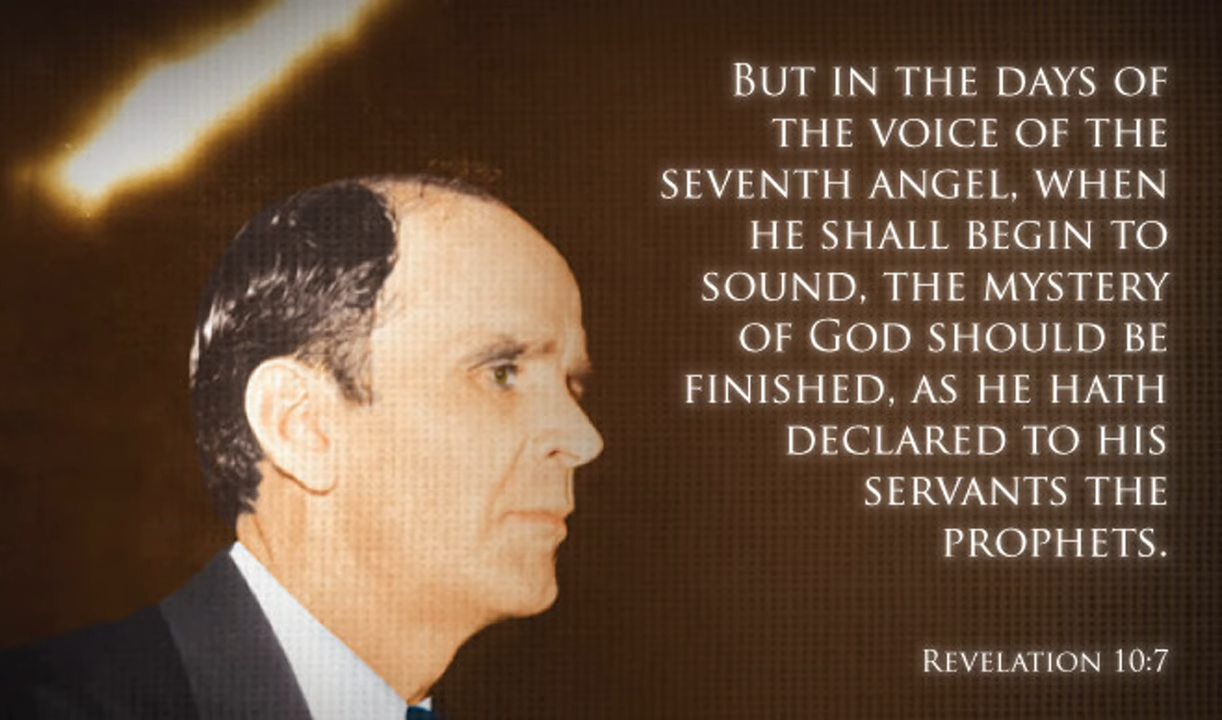 But in the days of
the voice of the
seventh angel, when
he shall begin to
sound, the mystery
of God should be
finished, as he hath
declared to his
servants the
prophets.
Revelation 10:7